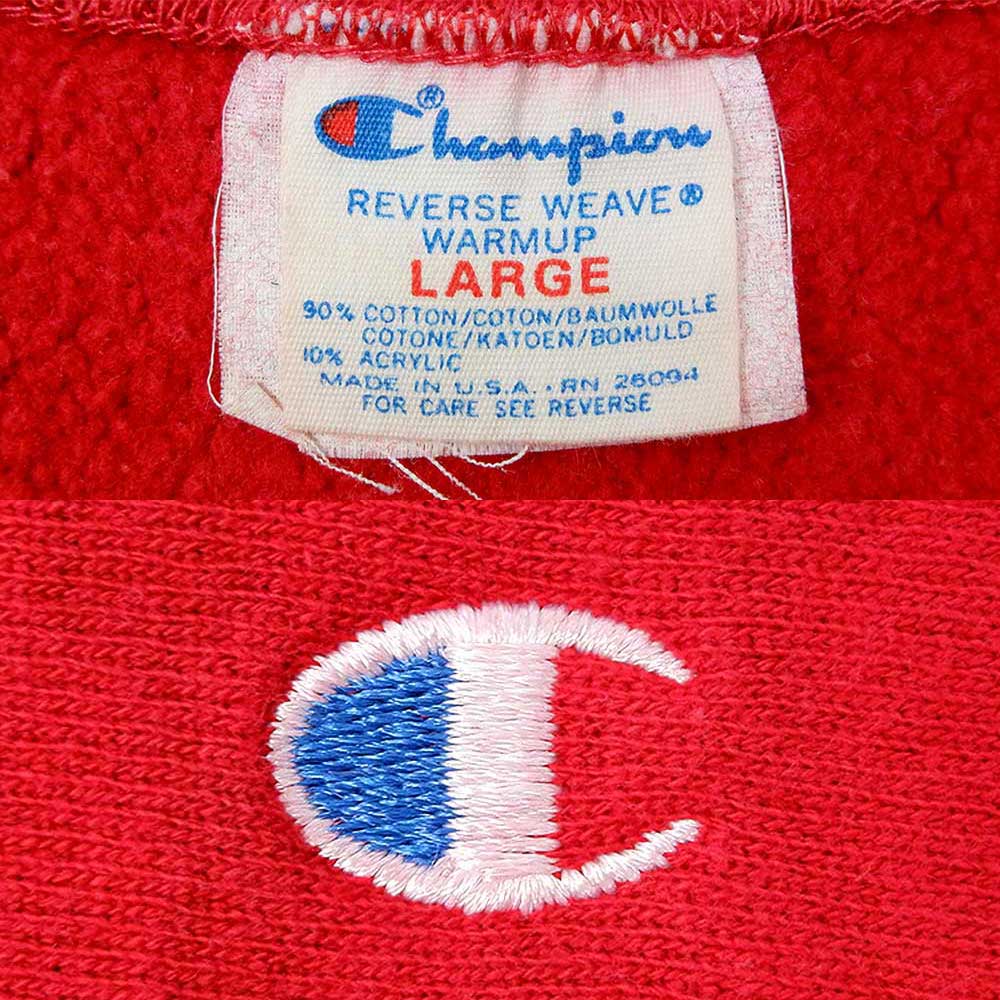 Champion®
REVERSE WEAVE®
WARMUP
LARGE
90% COTTON/COTON/BAUMWOLLE
COTONE/KATOEN/BOMULD
10% ACRYLIC
MADE IN U.S.A. • RN 26094
FOR CARE SEE REVERSE
C